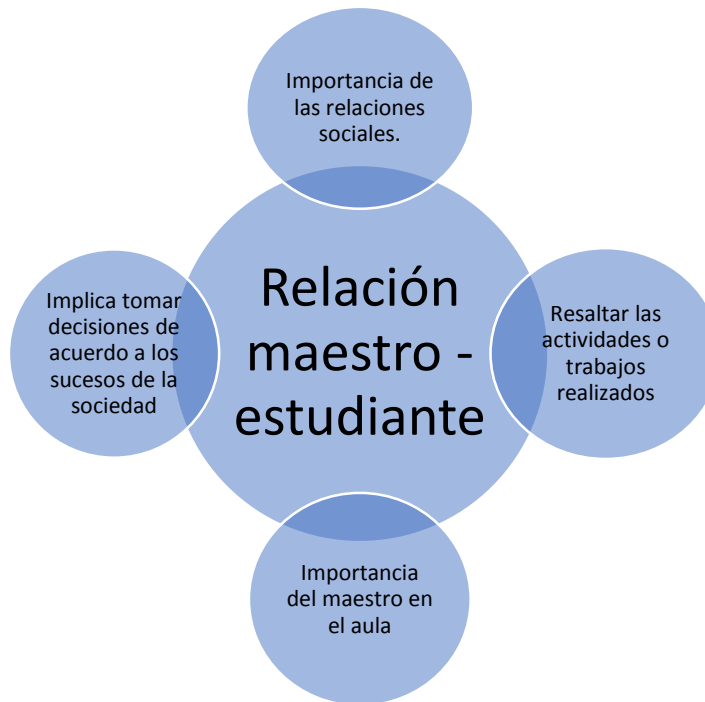 Importancia de
las relaciones
sociales.
Relación
maestro -
estudiante
Implica tomar
decisiones de
acuerdo a los
sucesos de la
sociedad
Resaltar las
actividades o
trabajos
realizados
Importancia
del maestro en
el aula